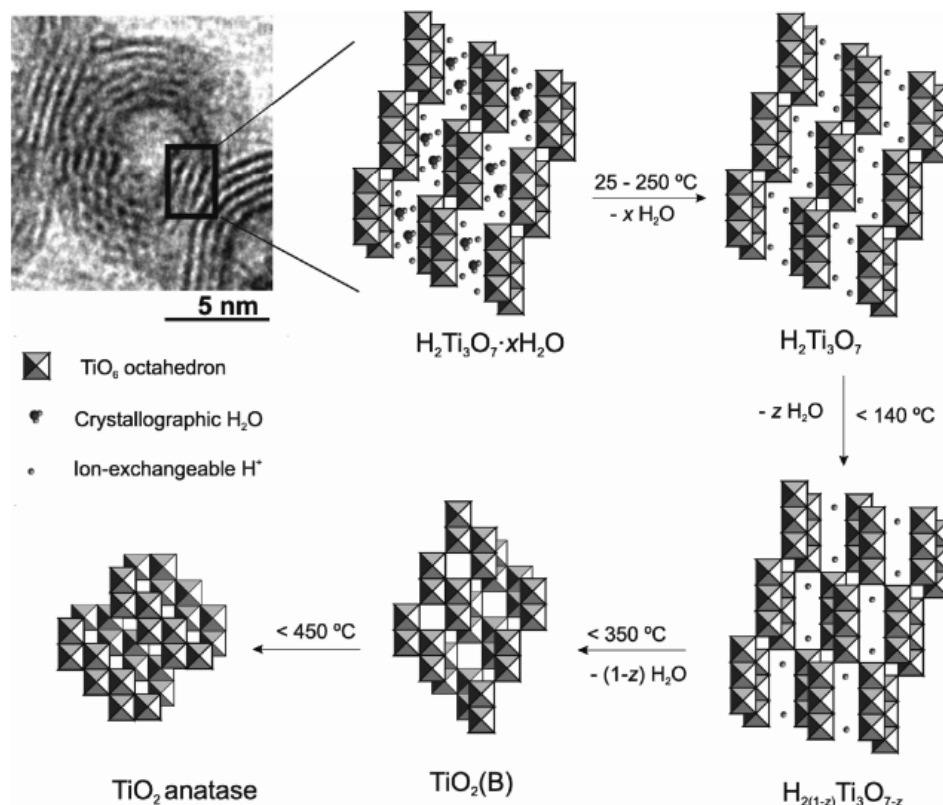 5 nm
TiO₆ octahedron
Crystallographic H₂O
Ion-exchangeable H⁺
25 - 250 ºC
- x H₂O
H₂Ti₃O₇·xH₂O
H₂Ti₃O₇
- z H₂O
< 140 ºC
H₂₍₁₋z₎Ti₃O₇₋z
< 350 ºC
- (1-z) H₂O
TiO₂(B)
< 450 ºC
TiO₂ anatase